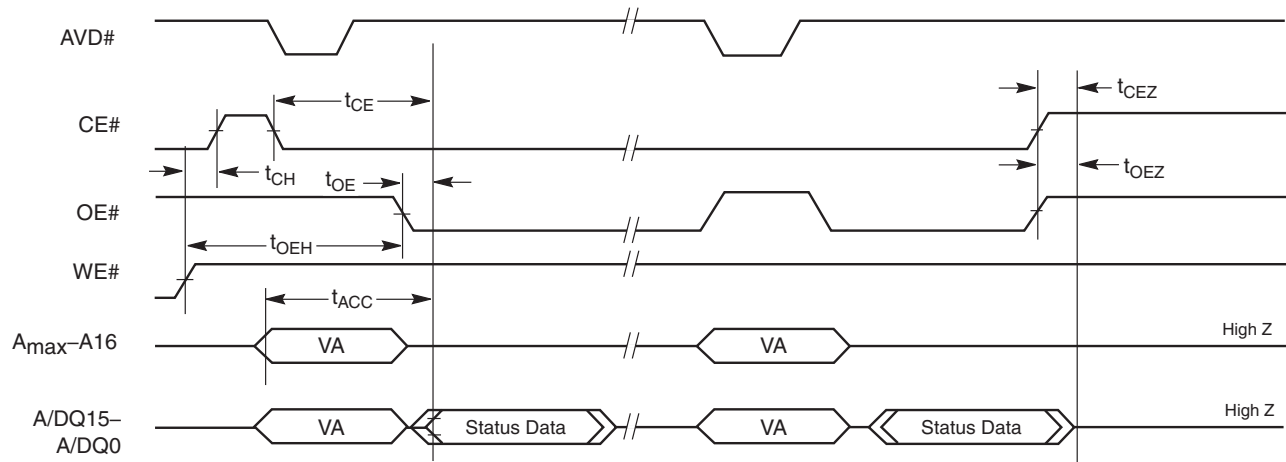 AVD#
tCE
tCEZ
CE#
tCH
tOE
tOEZ
OE#
tOEH
WE#
tACC
Amax–A16
VA
VA
High Z
A/DQ15–
A/DQ0
VA
Status Data
VA
Status Data
High Z